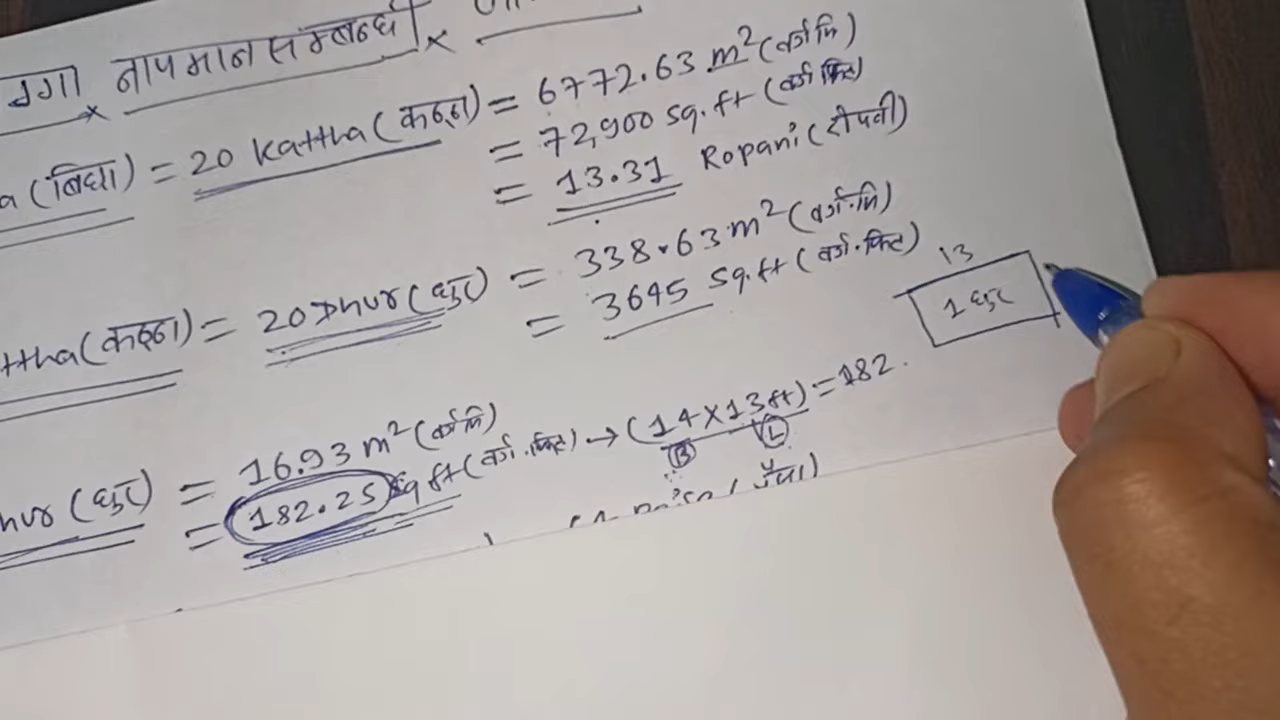 नापमान सम्बन्धी
(बिघा) = 20 Kattha (कठ्ठा) = 6772.63 m² (वर्ग मि)
= 72,900 sq.ft (वर्ग फिट)
= 13.31 Ropani (रोपनी)
ttha (कठ्ठा) = 20 Dhur (धुर) = 338.63 m² (वर्ग.मि)
= 3645 sq.ft (वर्ग.फिट)
13
1 धुर
hur (धुर) = 16.93 m² (वर्ग मि)
= 182.25 sq ft (वर्ग.फिट) → (14 × 13 ft) = 182.
B L